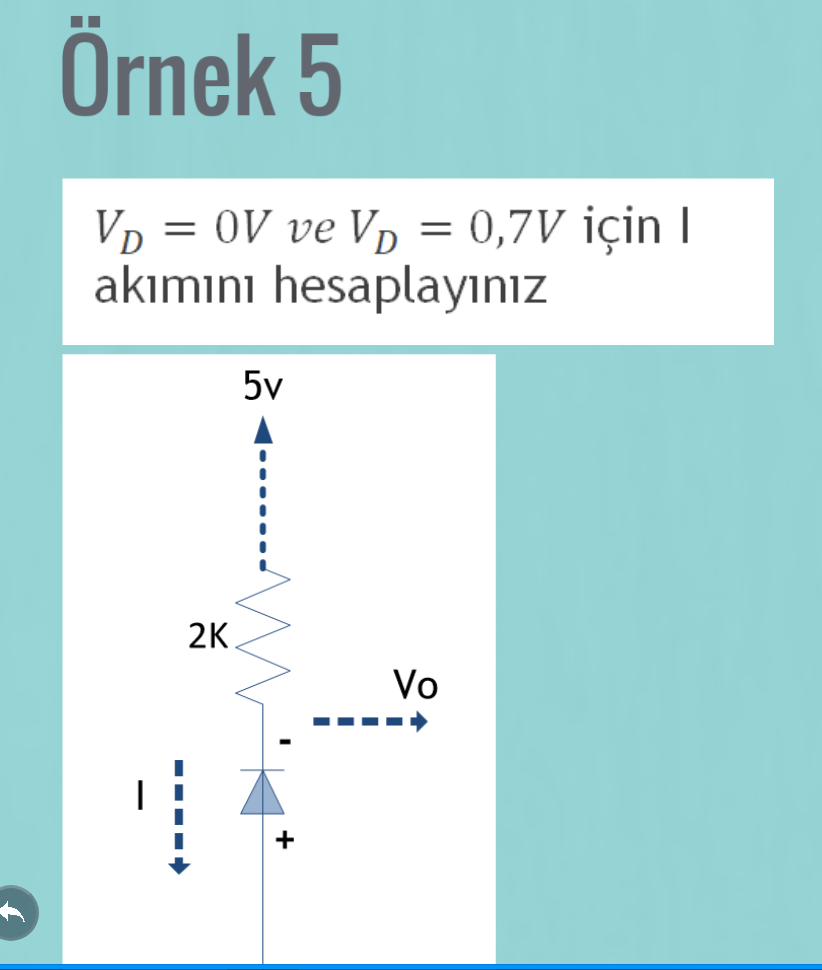 Örnek 5
V_D = 0V ve V_D = 0,7V için I
akımını hesaplayınız
5v
2K
Vo
-
I
+